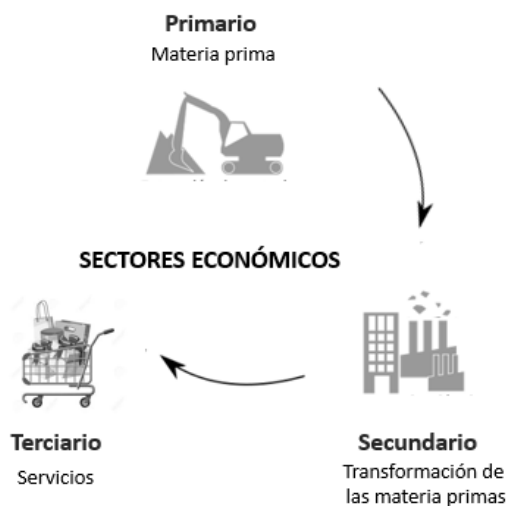 Primario
Materia prima
SECTORES ECONÓMICOS
Terciario
Servicios
Secundario
Transformación de
las materia primas